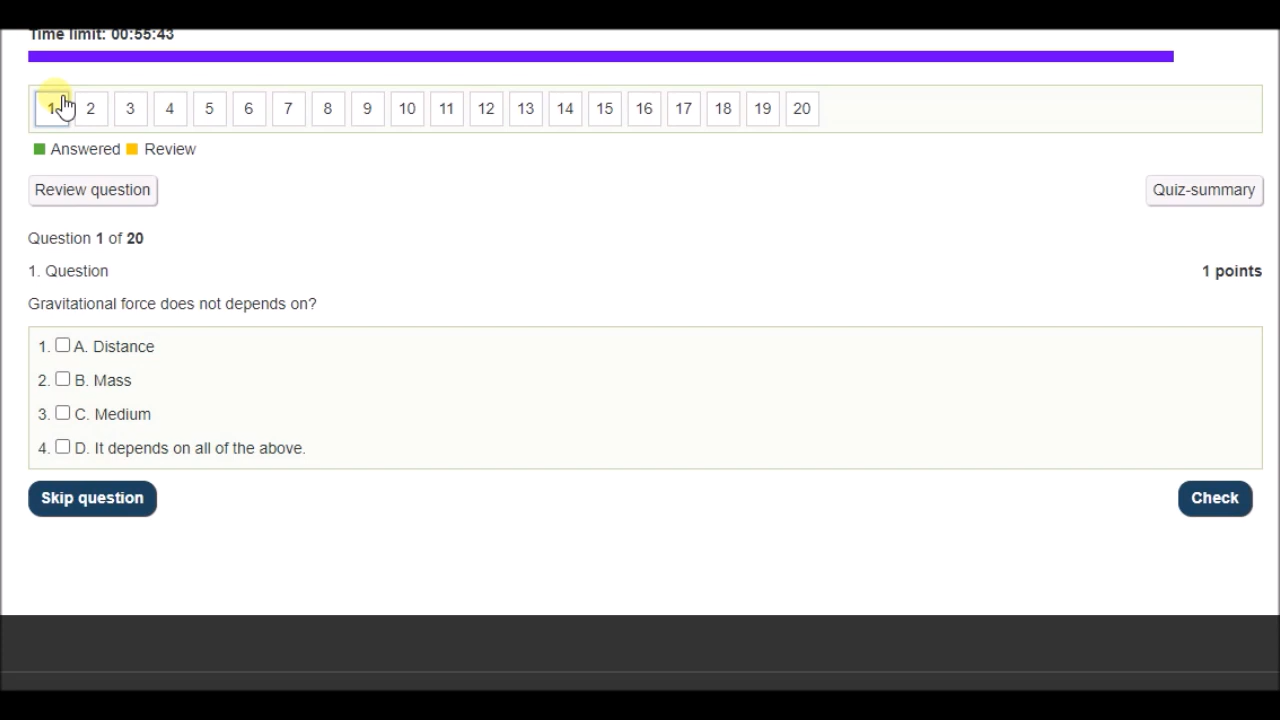 Time limit: 00:55:43
1 2 3 4 5 6 7 8 9 10 11 12 13 14 15 16 17 18 19 20
Answered Review
Review question Quiz-summary
Question 1 of 20
1. Question 1 points
Gravitational force does not depends on?
1. A. Distance
2. B. Mass
3. C. Medium
4. D. It depends on all of the above.
Skip question Check